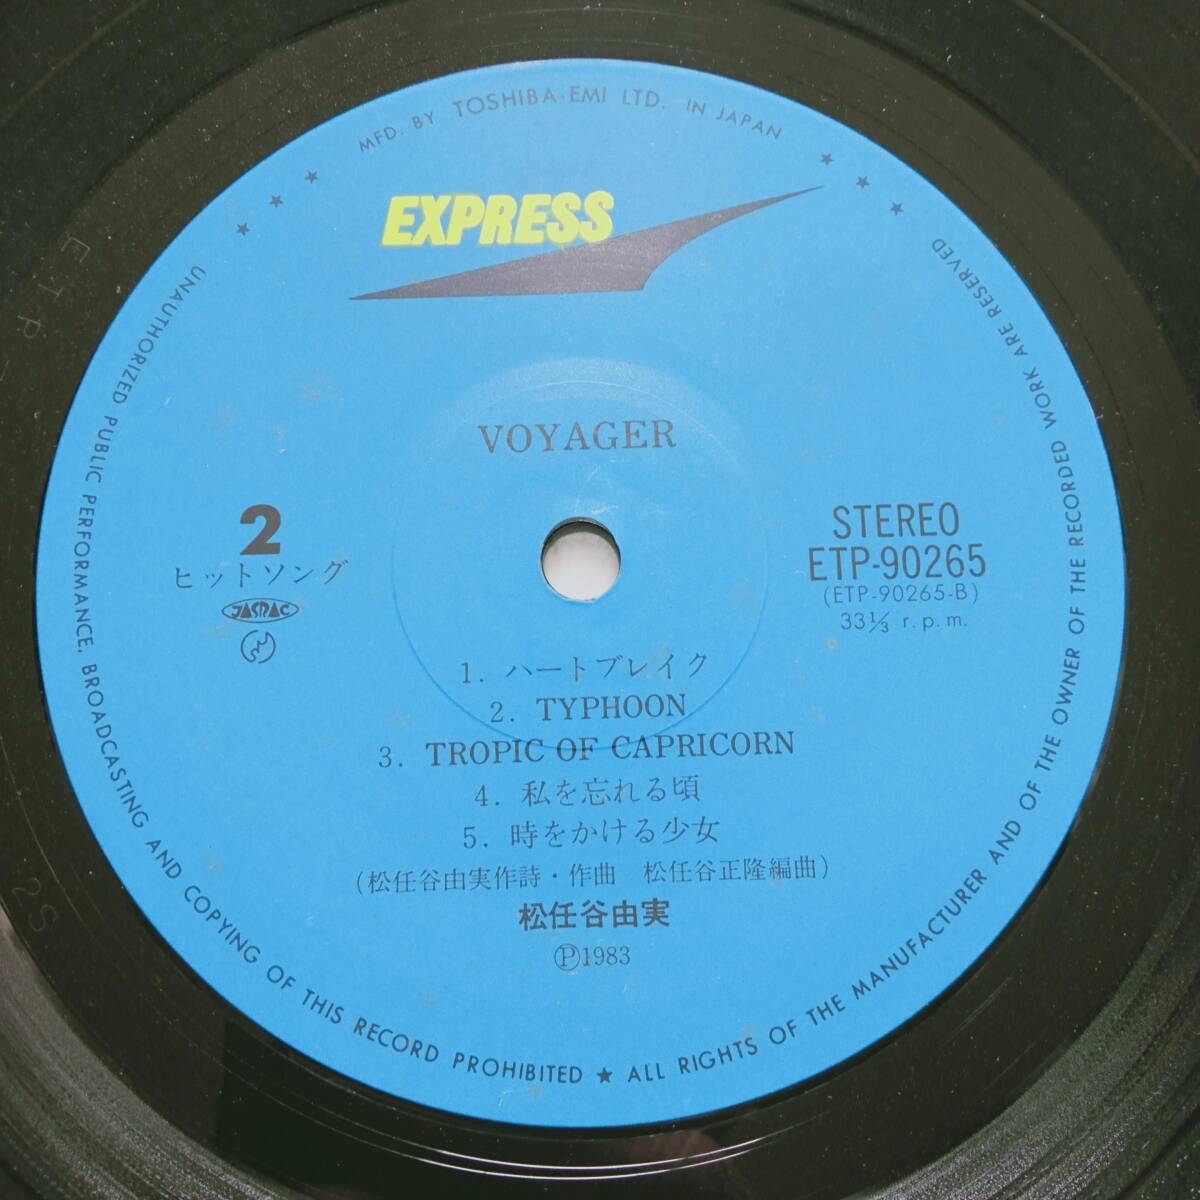 MFD. BY TOSHIBA-EMI LTD. IN JAPAN
EXPRESS
VOYAGER
2
ヒットソング
JASRAC
STEREO
ETP-90265
(ETP-90265-B)
33⅓ r.p.m.
1. ハートブレイク
2. TYPHOON
3. TROPIC OF CAPRICORN
4. 私を忘れる頃
5. 時をかける少女
(松任谷由実作詩・作曲 松任谷正隆編曲)
松任谷由実
Ⓟ1983
UNAUTHORIZED PUBLIC PERFORMANCE, BROADCASTING AND COPYING OF THIS RECORD PROHIBITED ★ ALL RIGHTS OF THE MANUFACTURER AND OF THE OWNER OF THE RECORDED WORK ARE RESERVED
2S